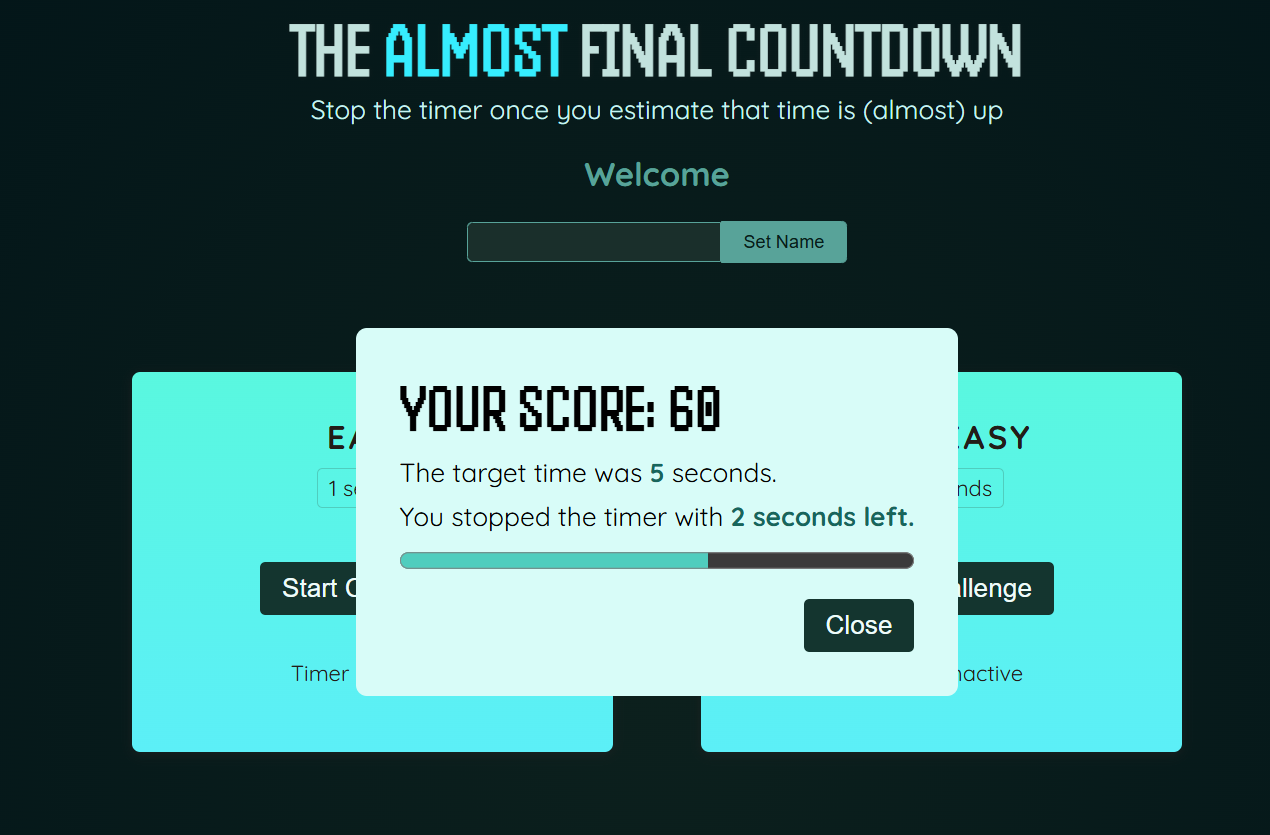 THE ALMOST FINAL COUNTDOWN
Stop the timer once you estimate that time is (almost) up
Welcome
Set Name
YOUR SCORE: 60
The target time was 5 seconds.
You stopped the timer with 2 seconds left.
Close
EA
1 se
Start C
Timer
EASY
nds
allenge
nactive